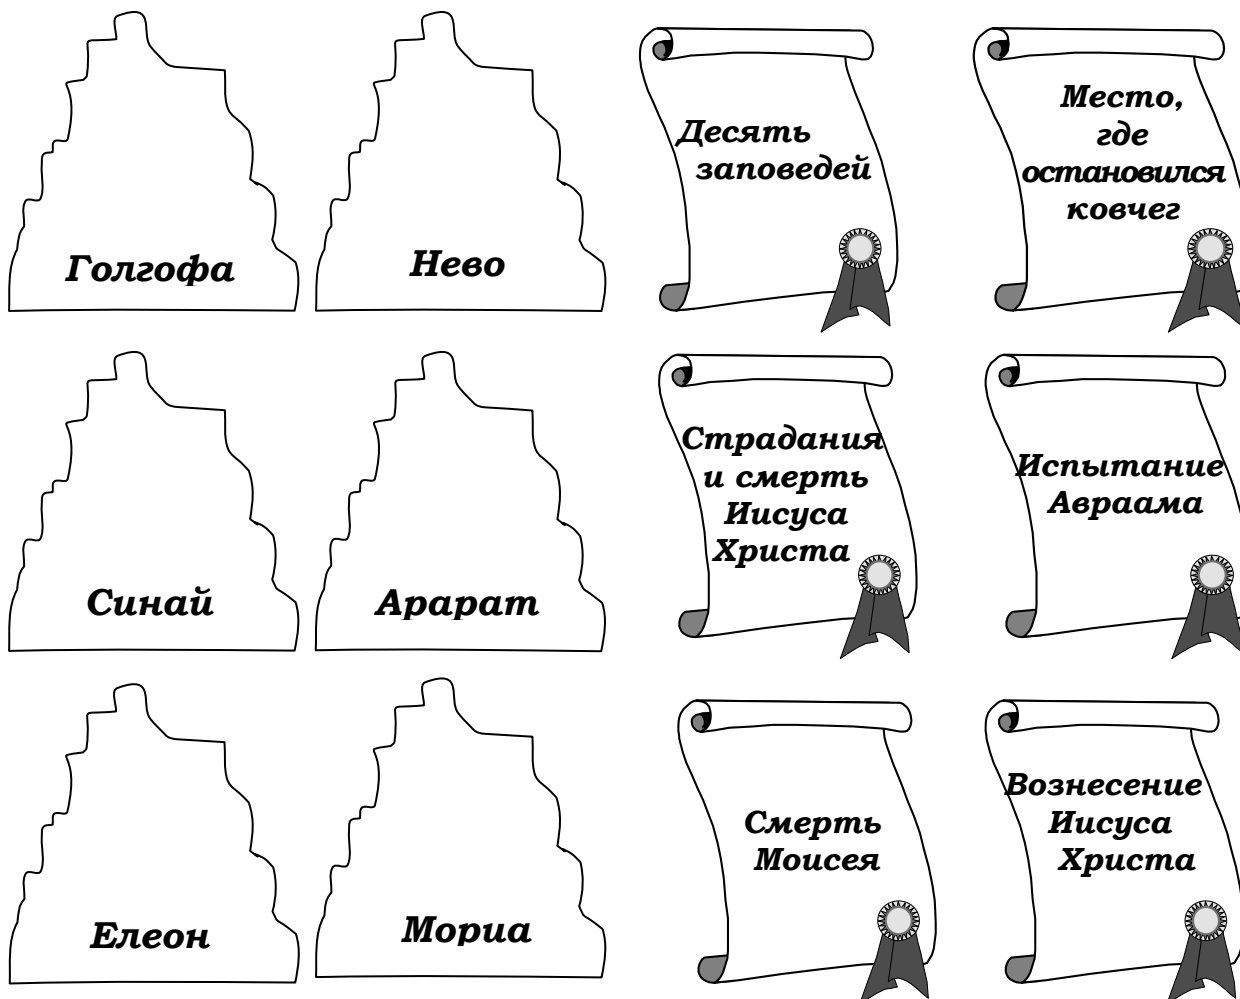 Голгофа
Нево
Десять
заповедей
Место,
где
остановился
ковчег
Синай
Арарат
Страдания
и смерть
Иисуса
Христа
Испытание
Авраама
Елеон
Мориа
Смерть
Моисея
Вознесение
Иисуса
Христа